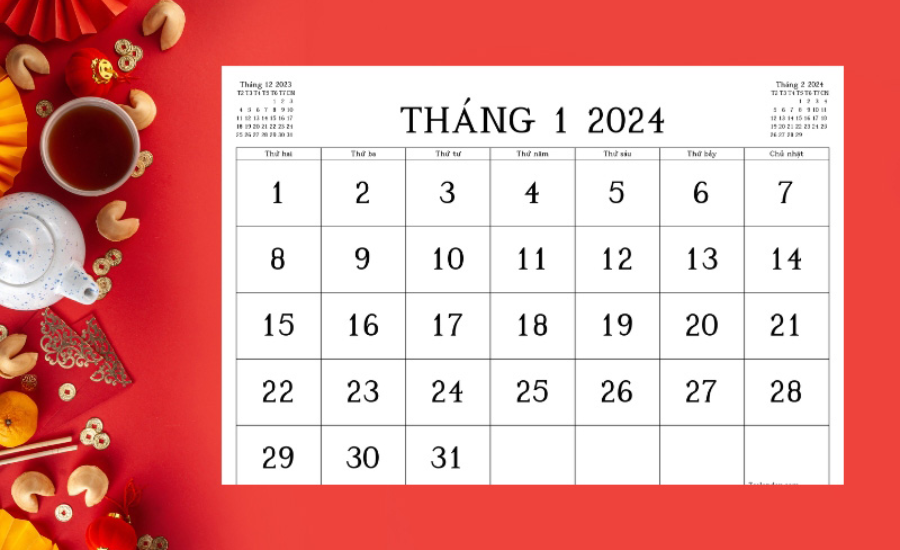 Tháng 12 2023
T2 T3 T4 T5 T6 T7 CN
1 2 3
4 5 6 7 8 9 10
11 12 13 14 15 16 17
18 19 20 21 22 23 24
25 26 27 28 29 30 31
THÁNG 1 2024
Tháng 2 2024
T2 T3 T4 T5 T6 T7 CN
1 2 3 4
5 6 7 8 9 10 11
12 13 14 15 16 17 18
19 20 21 22 23 24 25
26 27 28 29
Thứ hai Thứ ba Thứ tư Thứ năm Thứ sáu Thứ bảy Chủ nhật
1 2 3 4 5 6 7
8 9 10 11 12 13 14
15 16 17 18 19 20 21
22 23 24 25 26 27 28
29 30 31